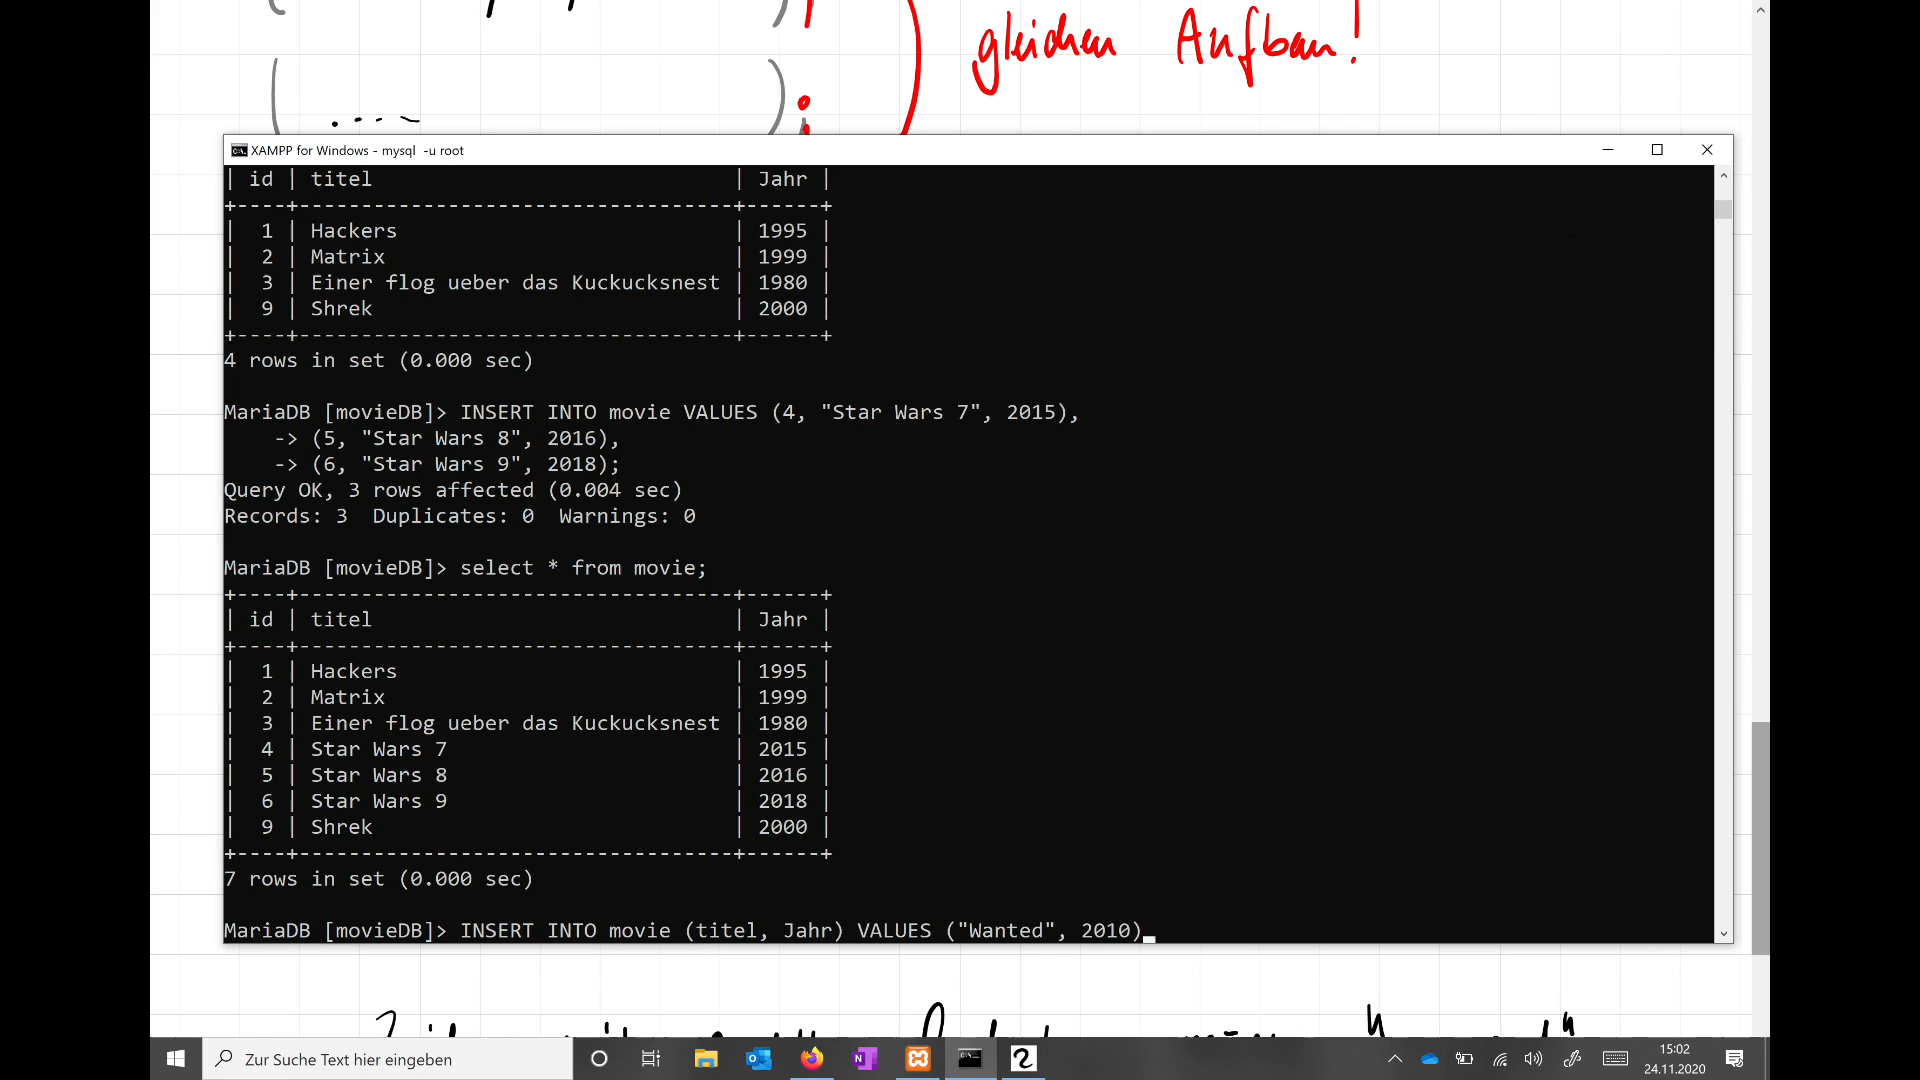 gleichen Aufbau!
XAMPP for Windows - mysql  -u root
| id | titel                             | Jahr |
+----+-----------------------------------+------+
|  1 | Hackers                           | 1995 |
|  2 | Matrix                            | 1999 |
|  3 | Einer flog ueber das Kuckucksnest | 1980 |
|  9 | Shrek                             | 2000 |
+----+-----------------------------------+------+
4 rows in set (0.000 sec)
MariaDB [movieDB]> INSERT INTO movie VALUES (4, "Star Wars 7", 2015),
    -> (5, "Star Wars 8", 2016),
    -> (6, "Star Wars 9", 2018);
Query OK, 3 rows affected (0.004 sec)
Records: 3  Duplicates: 0  Warnings: 0
MariaDB [movieDB]> select * from movie;
+----+-----------------------------------+------+
| id | titel                             | Jahr |
+----+-----------------------------------+------+
|  1 | Hackers                           | 1995 |
|  2 | Matrix                            | 1999 |
|  3 | Einer flog ueber das Kuckucksnest | 1980 |
|  4 | Star Wars 7                       | 2015 |
|  5 | Star Wars 8                       | 2016 |
|  6 | Star Wars 9                       | 2018 |
|  9 | Shrek                             | 2000 |
+----+-----------------------------------+------+
7 rows in set (0.000 sec)
MariaDB [movieDB]> INSERT INTO movie (titel, Jahr) VALUES ("Wanted", 2010)
Zur Suche Text hier eingeben
15:02
24.11.2020